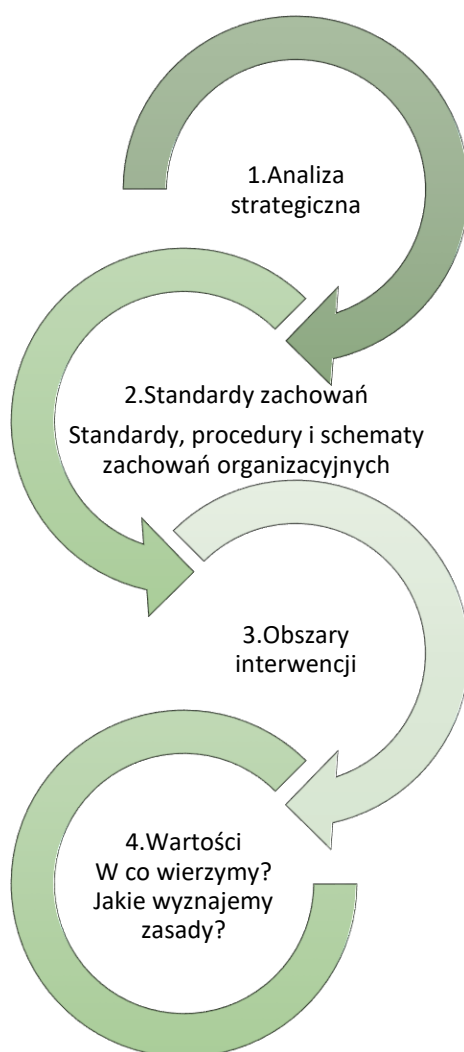 1.Analiza
strategiczna
2.Standardy zachowań
Standardy, procedury i schematy
zachowań organizacyjnych
3.Obszary
interwencji
4.Wartości
W co wierzymy?
Jakie wyznajemy
zasady?